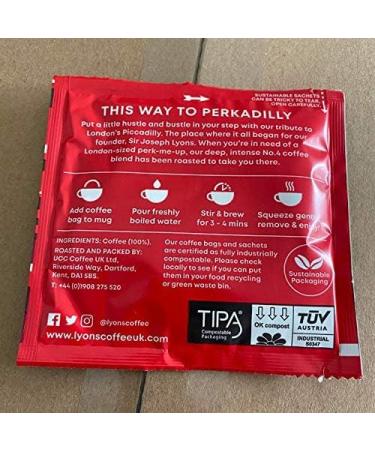 SUSTAINABLE SACHETS
CAN BE TRICKY TO TEAR,
OPEN CAREFULLY.
THIS WAY TO PERKADILLY
Put a little hustle and bustle in your step with our tribute to
London's Piccadilly. The place where it all began for our
founder, Sir Joseph Lyons. When you're in need of a
London-sized perk-me-up, our deep, intense No.4 coffee
blend has been roasted to take you there.
Add coffee
bag to mug
Pour freshly
boiled water
Stir & brew
for 3 - 4 mins
Squeeze
remove &
INGREDIENTS: Coffee (100%).
ROASTED AND PACKED BY:
UCC Coffee UK Ltd,
Riverside Way, Dartford,
Kent, DA1 5BS.
T: +44 (0)1908 275 520
Our coffee bags and sachets
are certified as fully industrially
compostable. Please check
locally to see if you can put
them in your food recycling
or green waste bin.
Sustainable
Packaging
@lyonscoffee
www.lyonscoffeeuk.com
TIPA
Compostable
Packaging
OK compost
TÜV
AUSTRIA
INDUSTRIAL
S0347